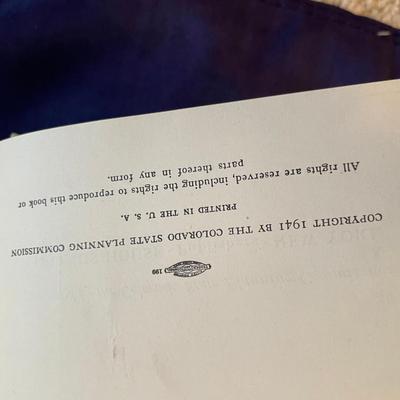 199
COPYRIGHT 1941 BY THE COLORADO STATE PLANNING COMMISSION
PRINTED IN THE U. S. A.
All rights are reserved, including the rights to reproduce this book or
parts thereof in any form.